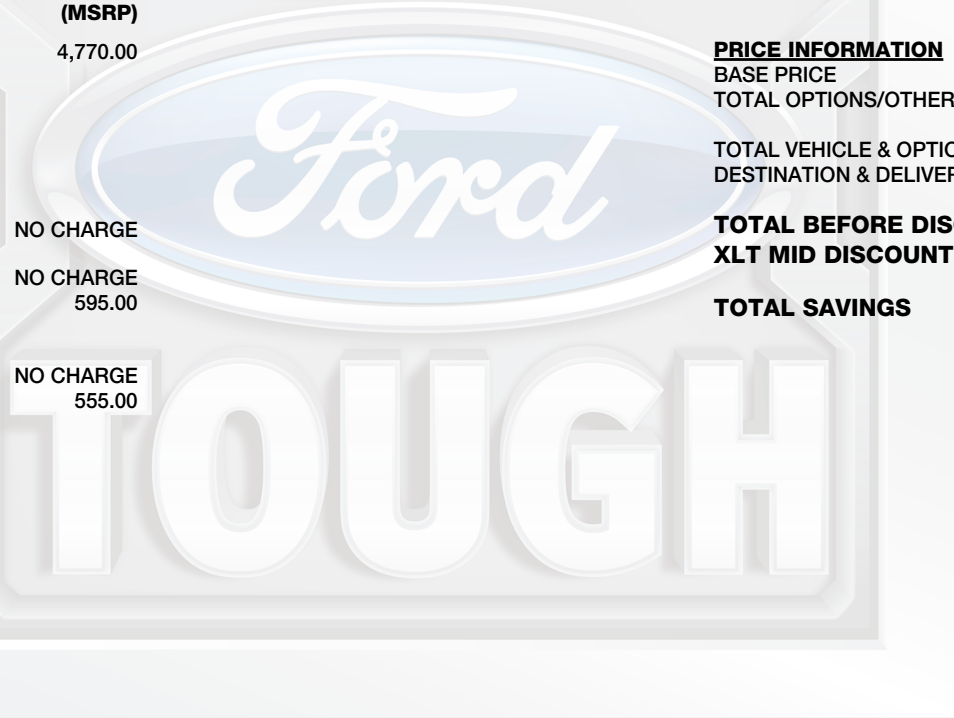 (MSRP)
4,770.00
NO CHARGE
NO CHARGE
595.00
NO CHARGE
555.00
PRICE INFORMATION
BASE PRICE
TOTAL OPTIONS/OTHER
TOTAL VEHICLE & OPTIO
DESTINATION & DELIVER
TOTAL BEFORE DIS
XLT MID DISCOUNT
TOTAL SAVINGS
Ford
TOUGH